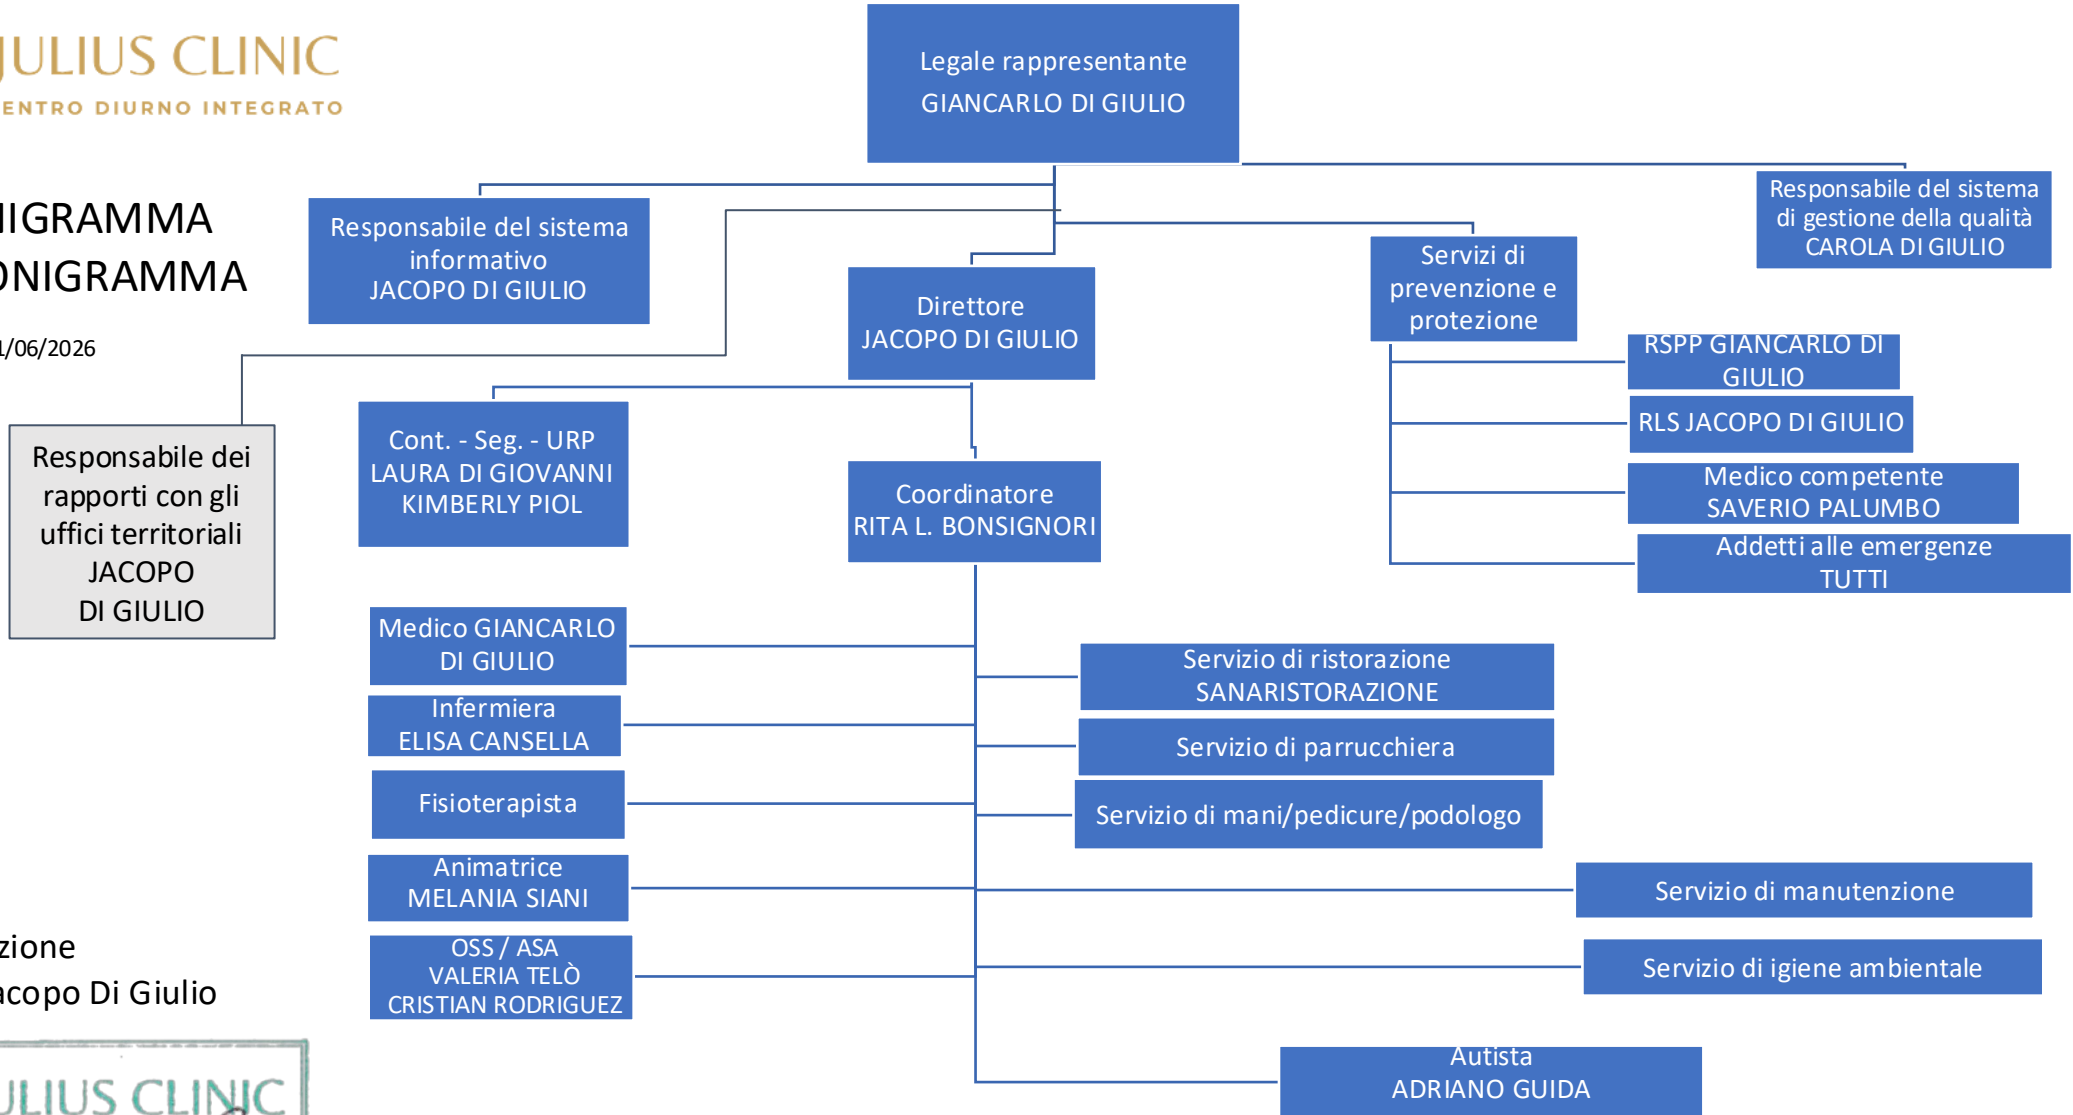 JULIUS CLINIC
ENTRO DIURNO INTEGRATO
NIGRAMMA
ONIGRAMMA
1/06/2026
Legale rappresentante
GIANCARLO DI GIULIO
Responsabile del sistema
informativo
JACOPO DI GIULIO
Direttore
JACOPO DI GIULIO
Servizi di
prevenzione e
protezione
Responsabile del sistema
di gestione della qualità
CAROLA DI GIULIO
RSPP GIANCARLO DI
GIULIO
RLS JACOPO DI GIULIO
Medico competente
SAVERIO PALUMBO
Addetti alle emergenze
TUTTI
Responsabile dei
rapporti con gli
uffici territoriali
JACOPO
DI GIULIO
Cont. - Seg. - URP
LAURA DI GIOVANNI
KIMBERLY PIOL
Coordinatore
RITA L. BONSIGNORI
Medico GIANCARLO
DI GIULIO
Infermiera
ELISA CANSELLA
Fisioterapista
Animatrice
MELANIA SIANI
OSS / ASA
VALERIA TELÒ
CRISTIAN RODRIGUEZ
Servizio di ristorazione
SANARISTORAZIONE
Servizio di parrucchiera
Servizio di mani/pedicure/podologo
Servizio di manutenzione
Servizio di igiene ambientale
Autista
ADRIANO GUIDA
zione
acopo Di Giulio
ULIUS CLINIC